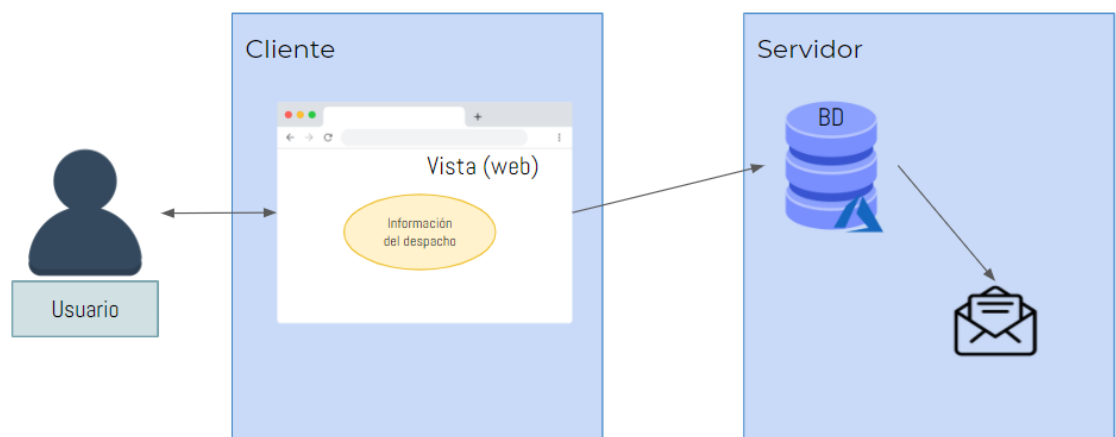 Cliente
Servidor
BD
Vista (web)
Información
del despacho
Usuario